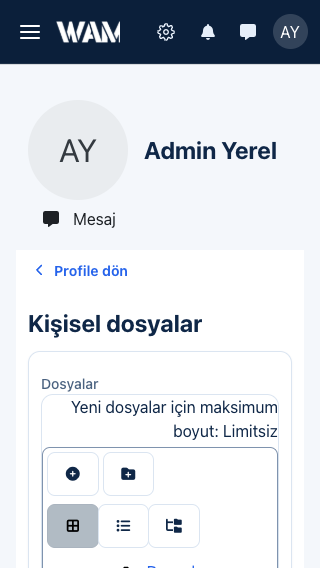 WAM
AY
AY
Admin Yerel
Mesaj
Profile dön
Kişisel dosyalar
Dosyalar
Yeni dosyalar için maksimum
boyut: Limitsiz